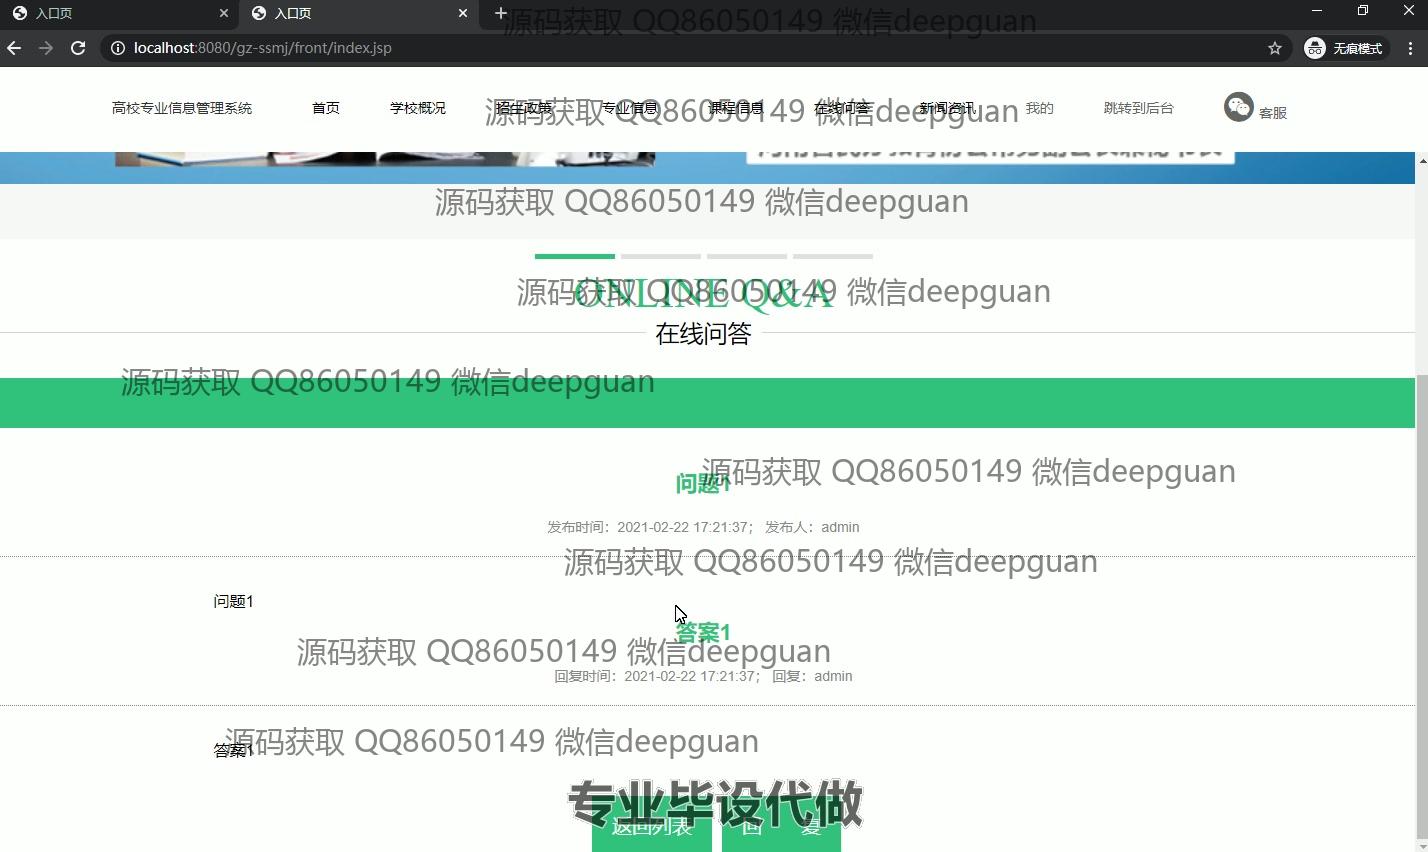 入口页
入口页
源码获取 QQ86050149 微信deepguan
localhost:8080/gz-ssmj/front/index.jsp
无痕模式
高校专业信息管理系统 首页 学校概况 招生政策 专业信息 课程信息 在线问答 新闻资讯 我的 跳转到后台 客服
源码获取 QQ86050149 微信deepguan
源码获取 QQ86050149 微信deepguan
源码获取 QQ86050149 微信deepguan
ONLINE Q&A
在线问答
源码获取 QQ86050149 微信deepguan
源码获取 QQ86050149 微信deepguan
问题1
发布时间：2021-02-22 17:21:37； 发布人：admin
源码获取 QQ86050149 微信deepguan
问题1
答案1
源码获取 QQ86050149 微信deepguan
回复时间：2021-02-22 17:21:37； 回复：admin
源码获取 QQ86050149 微信deepguan
答案1
专业毕设代做
返回列表 回 复